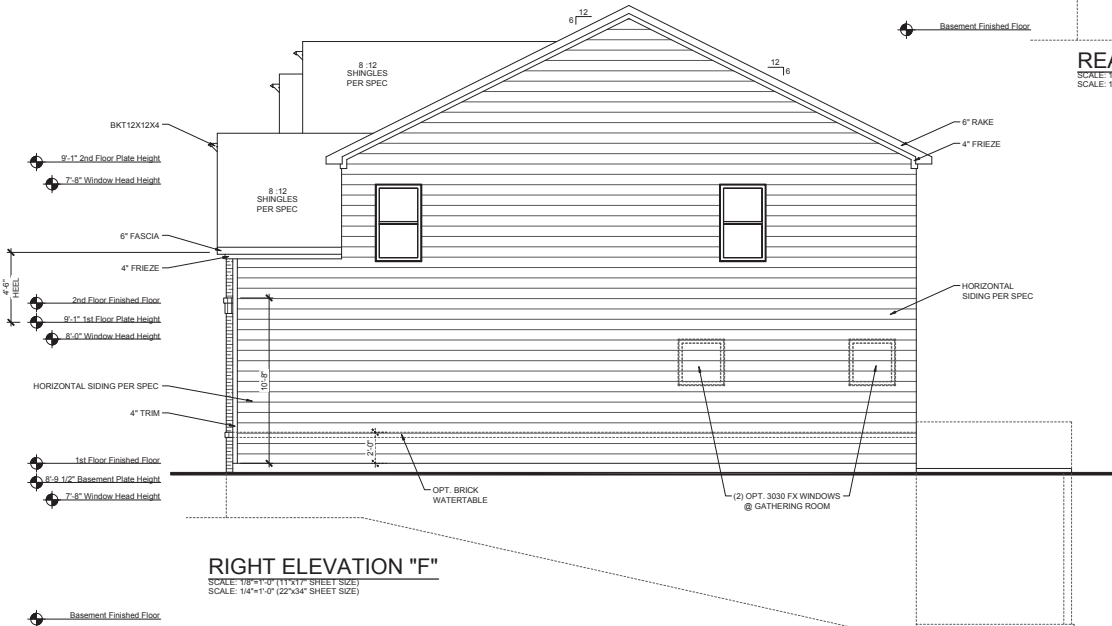 12
6
Basement Finished Floor
12
6
REA
SCALE: 1
SCALE: 1
8 :12
SHINGLES
PER SPEC
BKT12X12X4
6" RAKE
4" FRIEZE
9'-1" 2nd Floor Plate Height
7'-8" Window Head Height
8 :12
SHINGLES
PER SPEC
6" FASCIA
4" FRIEZE
4'-6"
HEEL
HORIZONTAL
SIDING PER SPEC
2nd Floor Finished Floor
9'-1" 1st Floor Plate Height
8'-0" Window Head Height
10'-8"
HORIZONTAL SIDING PER SPEC
4" TRIM
2'-0"
1st Floor Finished Floor
8'-9 1/2" Basement Plate Height
7'-8" Window Head Height
OPT. BRICK
WATERTABLE
(2) OPT. 3030 FX WINDOWS
@ GATHERING ROOM
RIGHT ELEVATION "F"
SCALE: 1/8"=1'-0" (11"x17" SHEET SIZE)
SCALE: 1/4"=1'-0" (22"x34" SHEET SIZE)
Basement Finished Floor